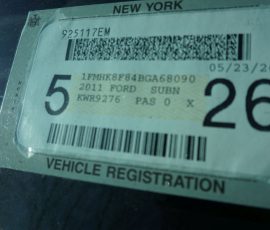 NEW YORK
925117EM
05/23/2
1FMHK8F84BGA68090
2011 FORD SUBN
KWR9276 PAS 0 X
5 26
VEHICLE REGISTRATION